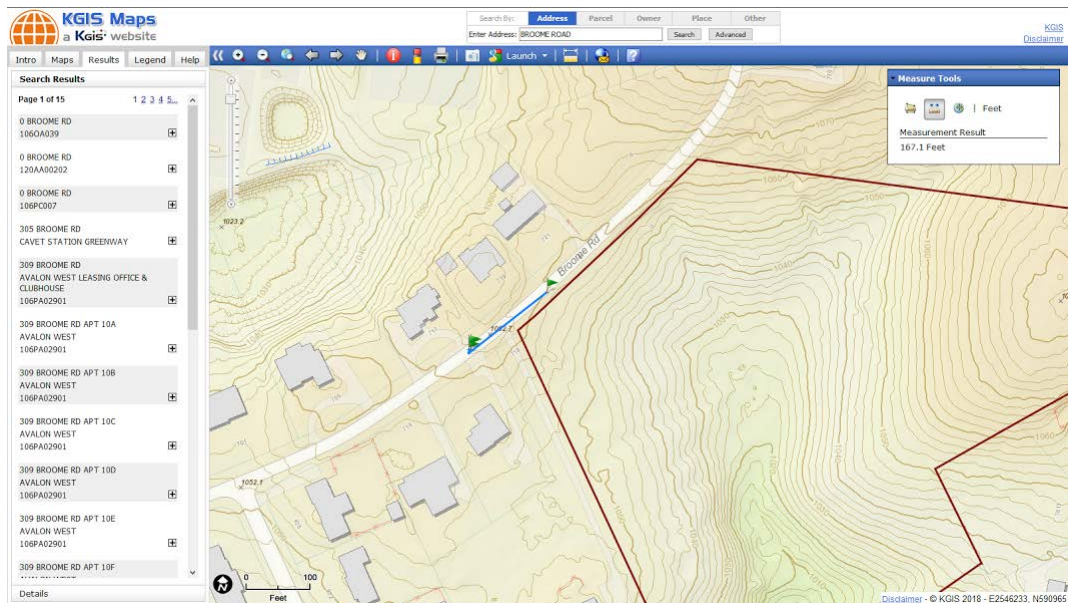 KGIS Maps
a Kgis website
Search By: Address Parcel Owner Place Other
Enter Address: BROOME ROAD Search Advanced
KGIS
Disclaimer
Intro Maps Results Legend Help
Launch
Search Results
Page 1 of 15 1 2 3 4 5...
0 BROOME RD
106OA039
0 BROOME RD
120AA00202
0 BROOME RD
106PC007
305 BROOME RD
CAVET STATION GREENWAY
309 BROOME RD
AVALON WEST LEASING OFFICE &
CLUBHOUSE
106PA02901
309 BROOME RD APT 10A
AVALON WEST
106PA02901
309 BROOME RD APT 10B
AVALON WEST
106PA02901
309 BROOME RD APT 10C
AVALON WEST
106PA02901
309 BROOME RD APT 10D
AVALON WEST
106PA02901
309 BROOME RD APT 10E
AVALON WEST
106PA02901
309 BROOME RD APT 10F
Details
Measure Tools
Feet
Measurement Result
167.1 Feet
1023.2
Broome Rd
1052.7
1052.1
1060
1040
1050
1060
0 100
Feet
Disclaimer - © KGIS 2018 - E2546233, N590965